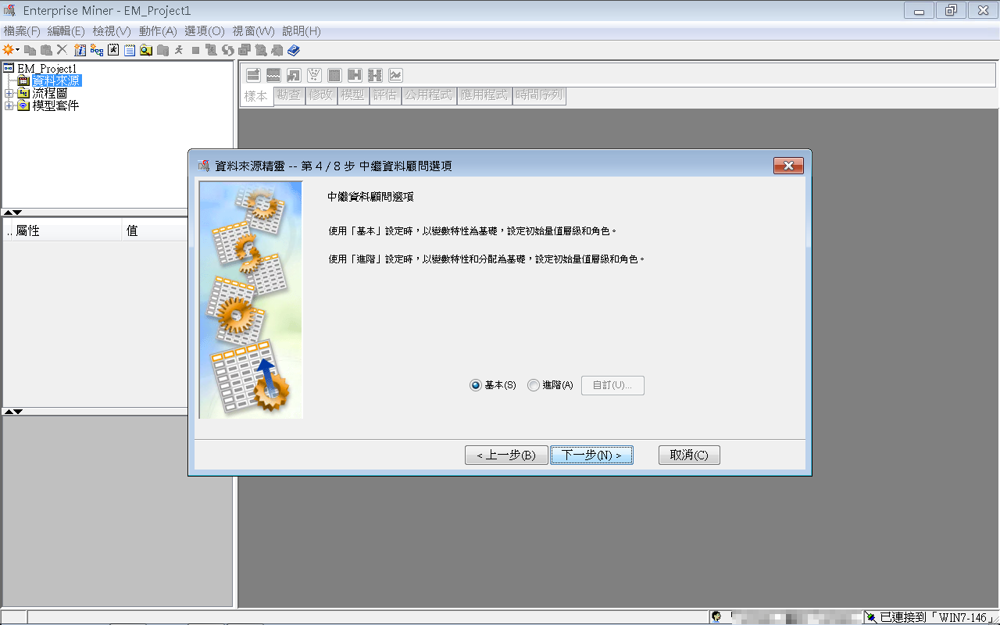 Enterprise Miner - EM_Project1
檔案(F) 編輯(E) 檢視(V) 動作(A) 選項(O) 視窗(W) 說明(H)
EM_Project1
資料來源
流程圖
模型套件
樣本 勘查 修改 模型 評估 公用程式 應用程式 時間序列
.. 屬性 值
資料來源精靈 -- 第 4 / 8 步 中繼資料顧問選項
中繼資料顧問選項
使用「基本」設定時，以變數特性為基礎，設定初始量值層級和角色。
使用「進階」設定時，以變數特性和分配為基礎，設定初始量值層級和角色。
基本(S) 進階(A) 自訂(U)...
< 上一步(B) 下一步(N) > 取消(C)
已連接到「WIN7-146」